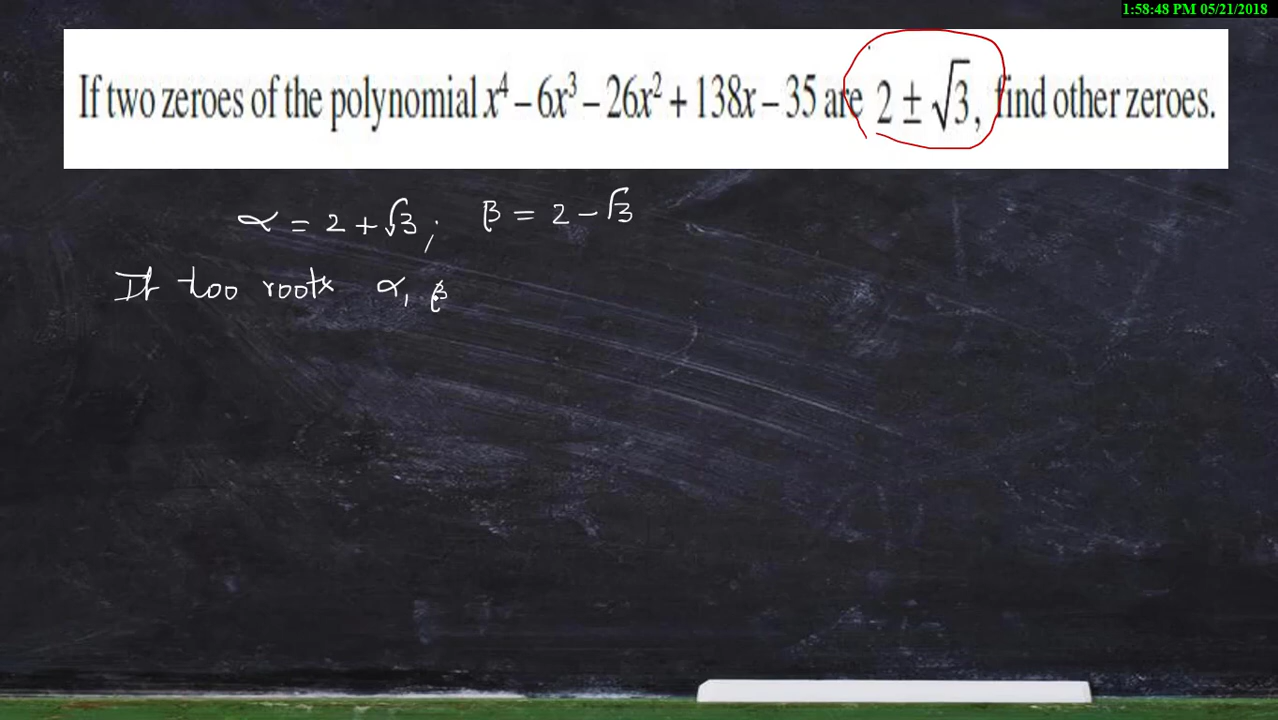 1:58:48 PM 05/21/2018
If two zeroes of the polynomial x⁴ – 6x³ – 26x² + 138x – 35 are 2 ± √3, find other zeroes.
α = 2 + √3 ; β = 2 – √3
If two roots α, β